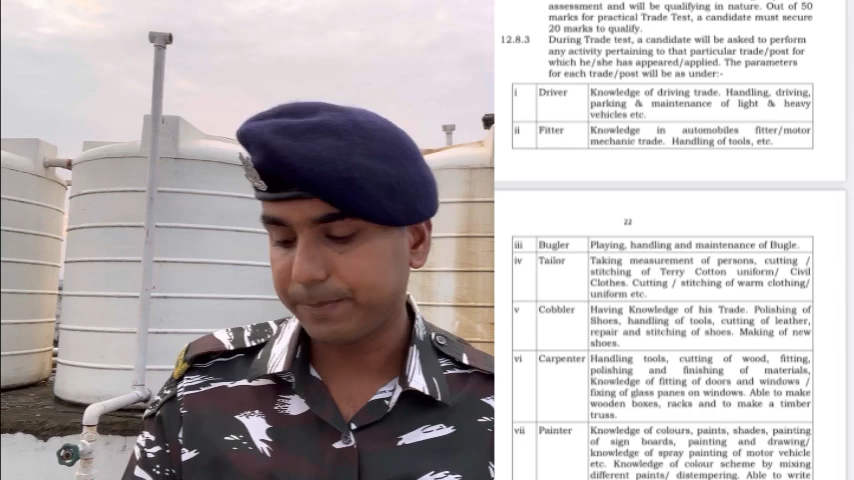 assessment and will be qualifying in nature. Out of 50
marks for practical Trade Test, a candidate must secure
20 marks to qualify.
12.8.3 During Trade test, a candidate will be asked to perform
any activity pertaining to that particular trade/post for
which he/she has appeared/applied. The parameters
for each trade/post will be as under:-
i Driver Knowledge of driving trade. Handling, driving,
parking & maintenance of light & heavy
vehicles etc.
ii Fitter Knowledge in automobiles fitter/motor
mechanic trade. Handling of tools, etc.
22
iii Bugler Playing, handling and maintenance of Bugle.
iv Tailor Taking measurement of persons, cutting /
stitching of Terry Cotton uniform/ Civil
Clothes. Cutting / stitching of warm clothing/
uniform etc.
v Cobbler Having Knowledge of his Trade. Polishing of
Shoes, handling of tools, cutting of leather,
repair and stitching of shoes. Making of new
shoes.
vi Carpenter Handling tools, cutting of wood, fitting,
polishing and finishing of materials,
Knowledge of fitting of doors and windows /
fixing of glass panes on windows. Able to make
wooden boxes, racks and to make a timber
truss.
vii Painter Knowledge of colours, paints, shades, painting
of sign boards, painting and drawing/
knowledge of spray painting of motor vehicle
etc. Knowledge of colour scheme by mixing
different paints/ distempering. Able to write